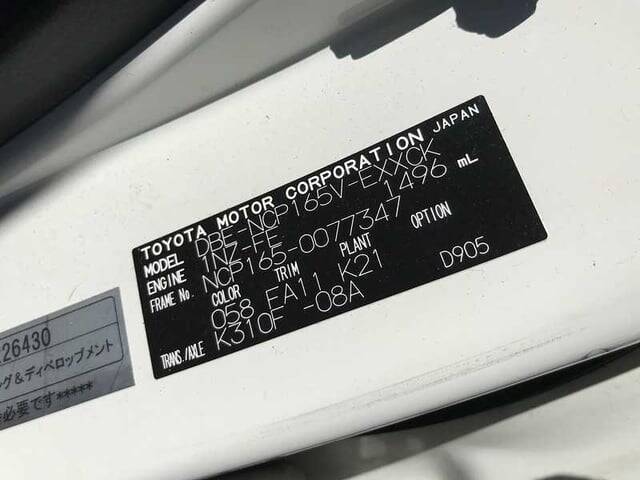 TOYOTA MOTOR CORPORATION JAPAN
MODEL DBE-NCP165V-EXXCK
ENGINE 1NZ-FE 1496 mL
FRAME No. NCP165-0077347
COLOR TRIM PLANT OPTION
058 FA11 K21
TRANS./AXLE K310F -08A
D905
26430
グ&ディベロップメント
必要です*****